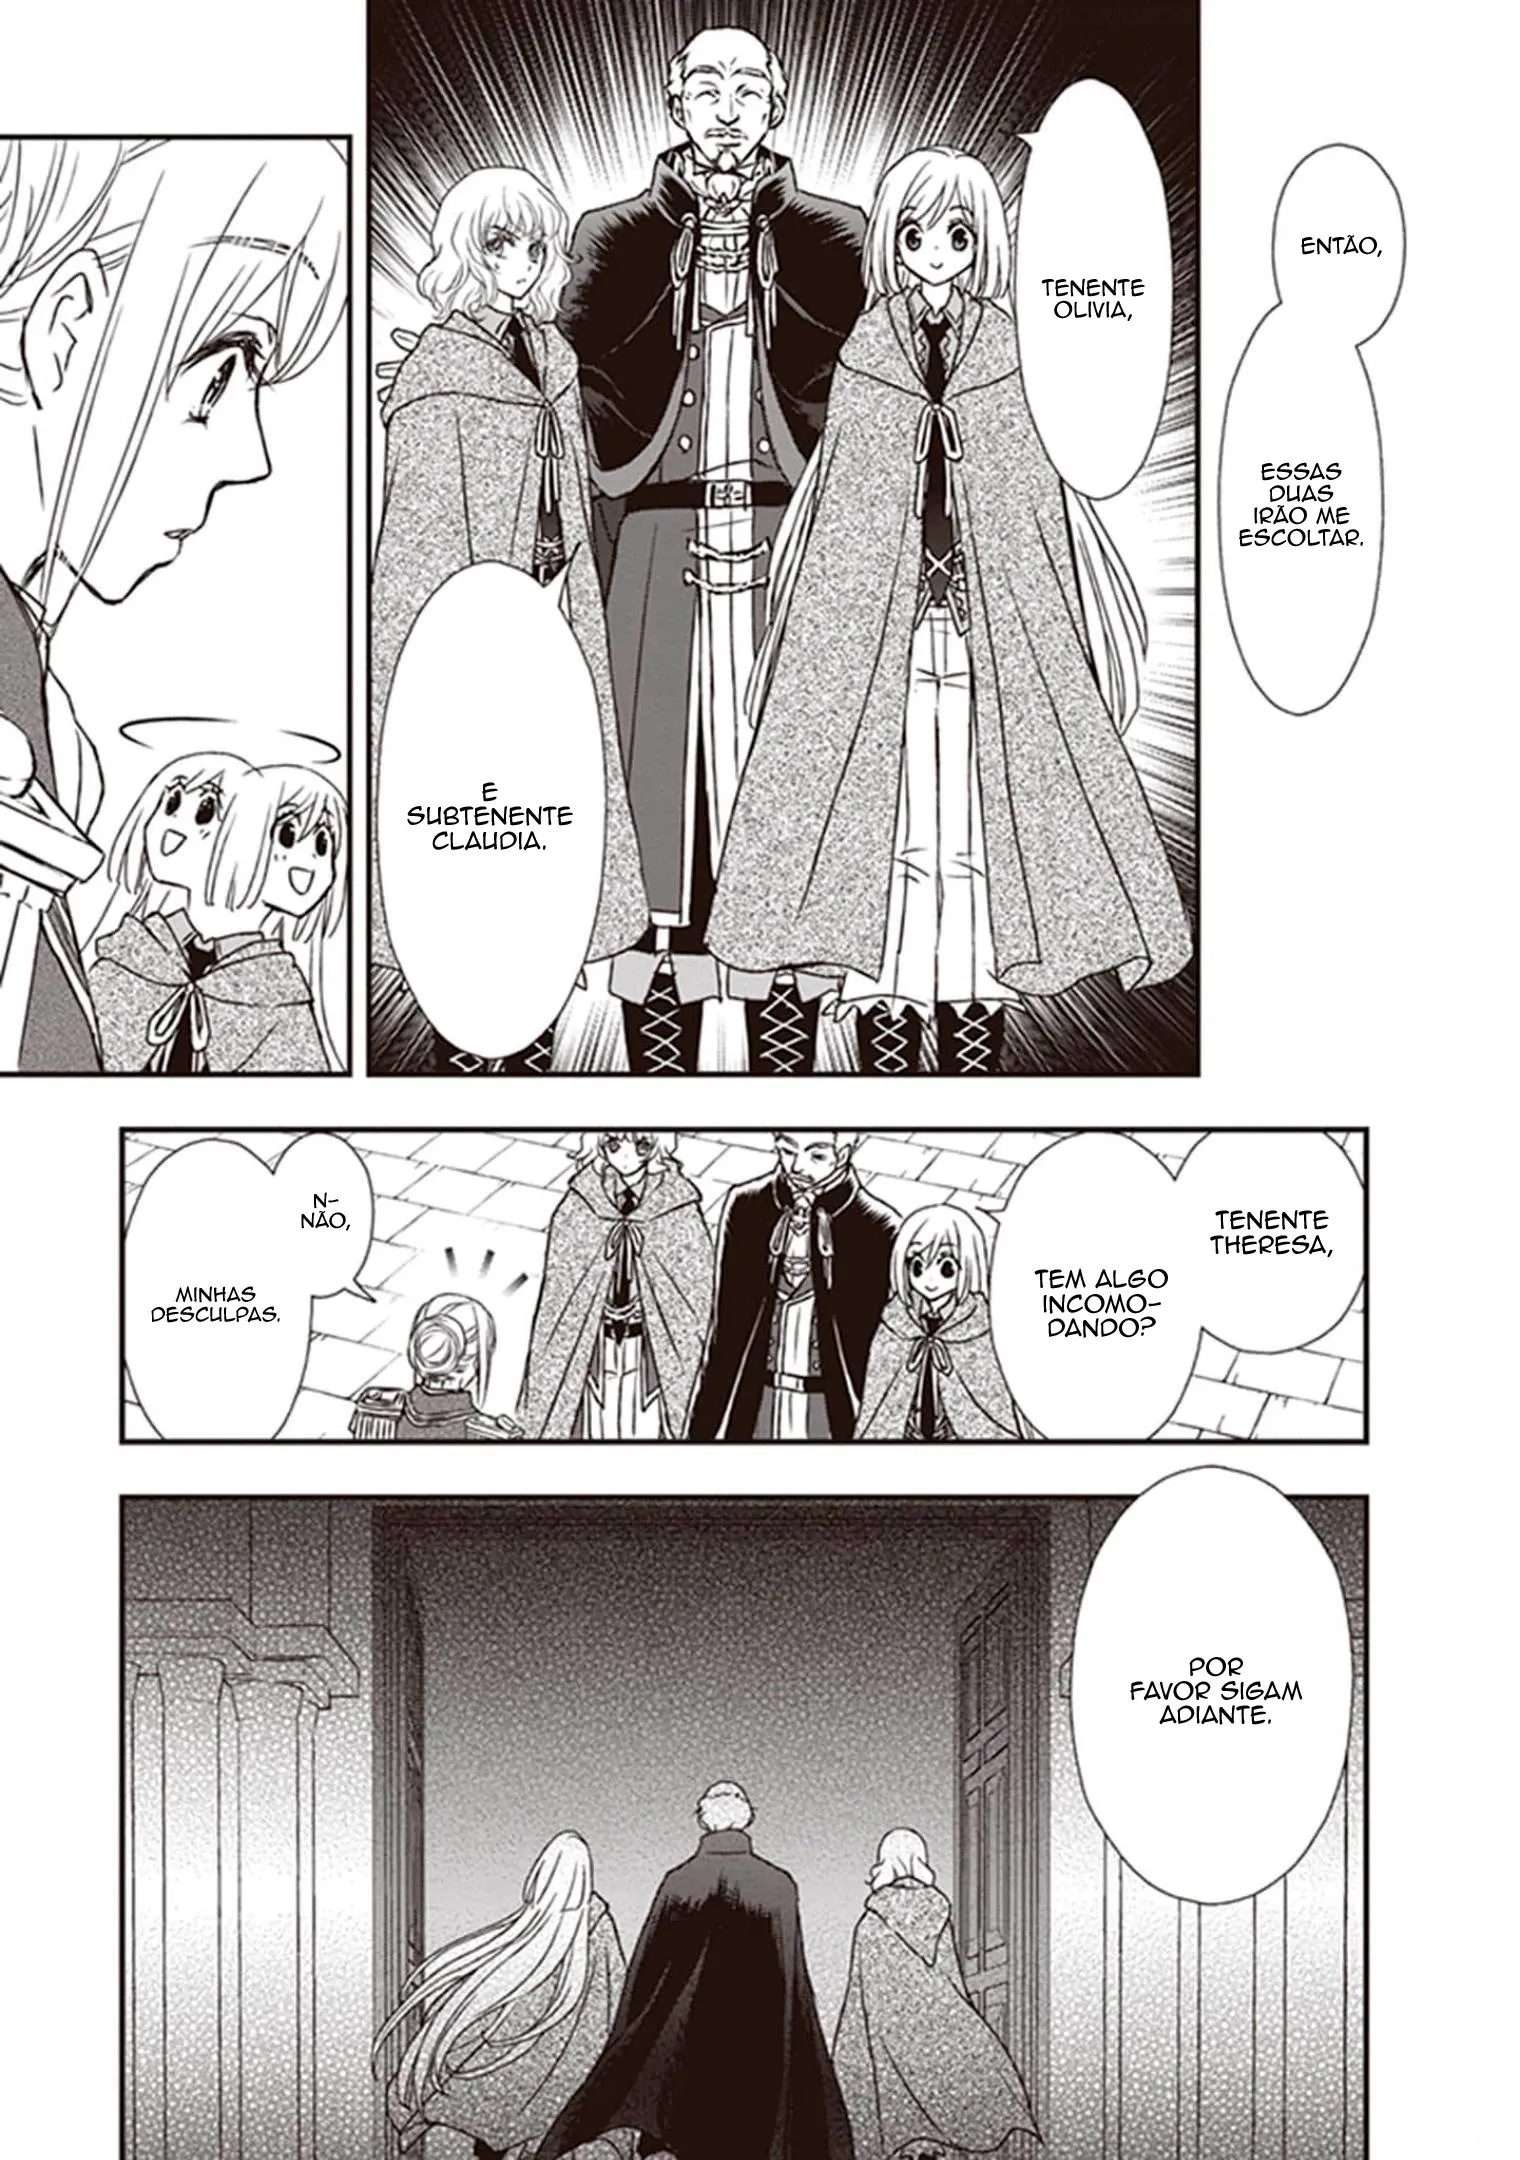 ENTÃO,
ESSAS
DUAS
IRÃO ME
ESCOLTAR.
TENENTE
OLIVIA,
E
SUBTENENTE
CLAUDIA.
TENENTE
THERESA,
TEM ALGO
INCOMO-
DANDO?
N-
NÃO,
MINHAS
DESCULPAS.
POR
FAVOR SIGAM
ADIANTE.